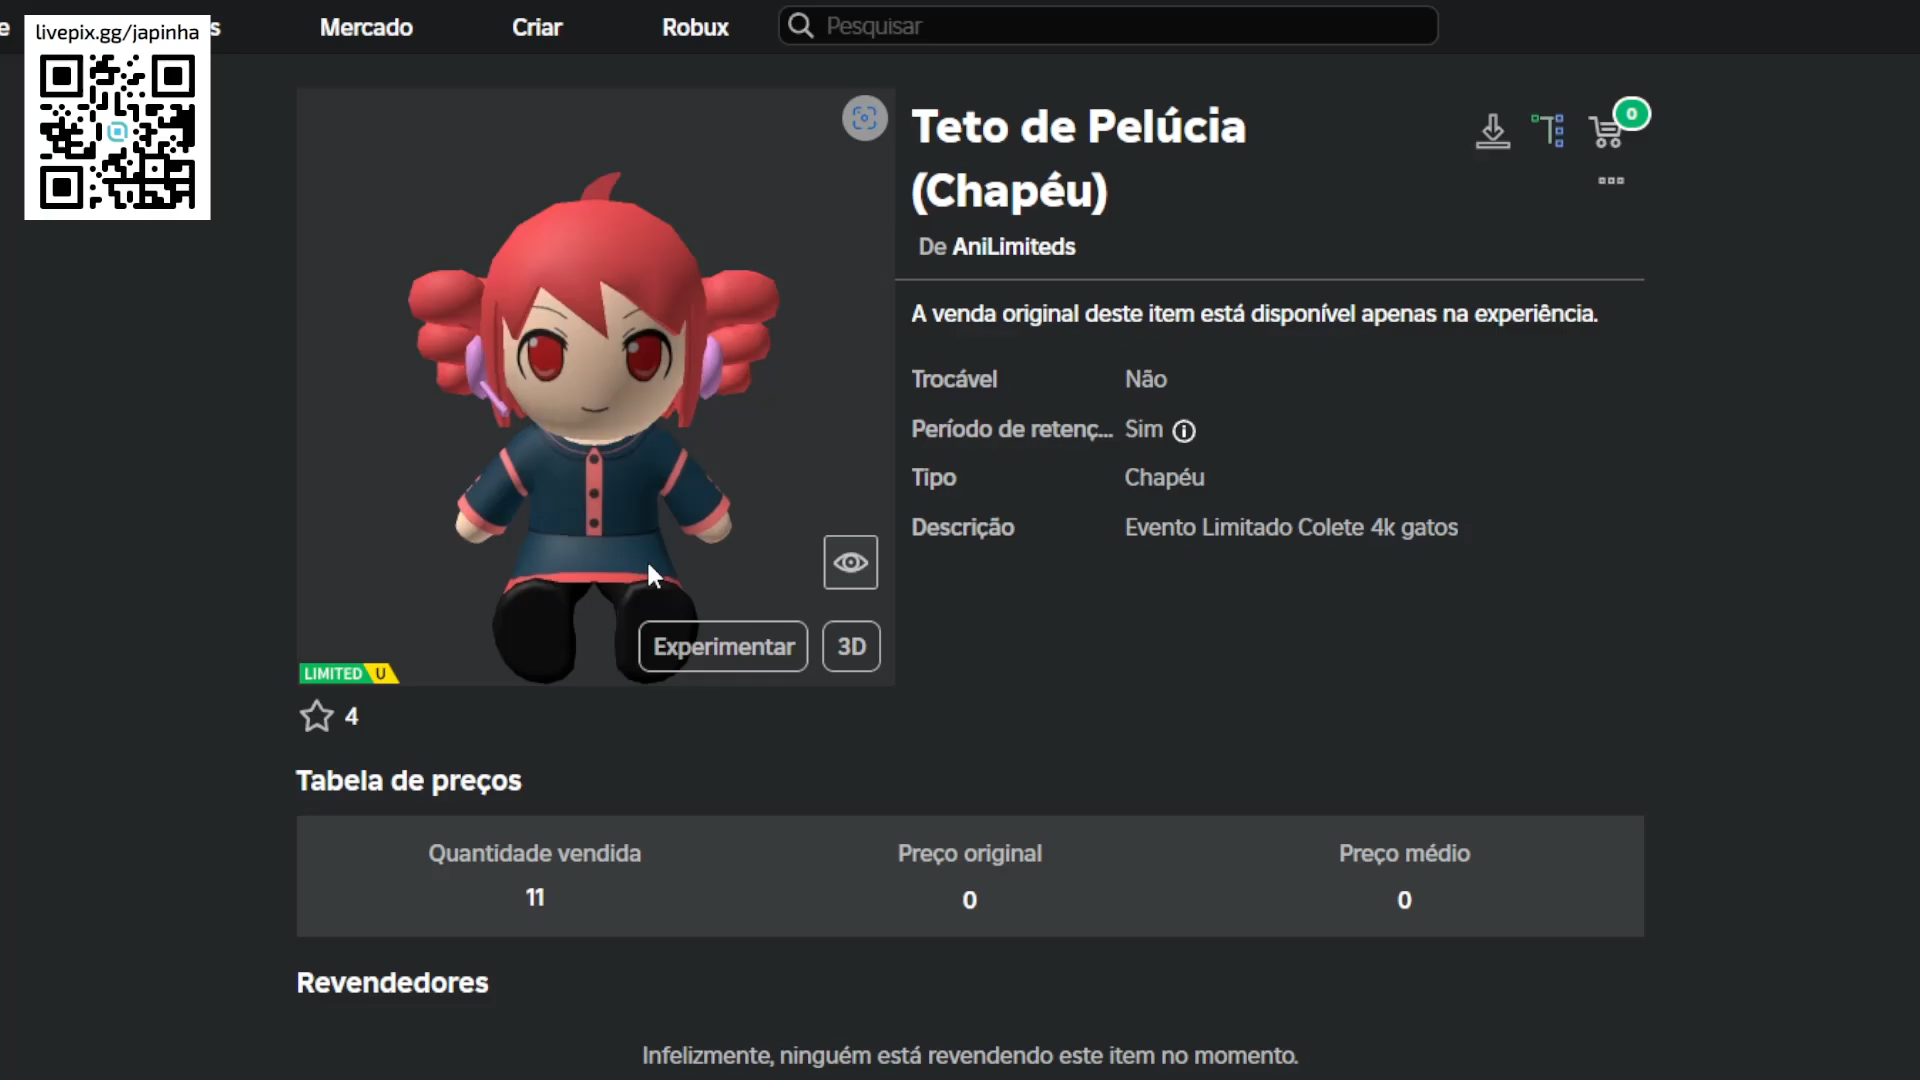 e
s
Mercado
Criar
Robux
Pesquisar
livepix.gg/japinha
Teto de Pelúcia
(Chapéu)
0
De AniLimiteds
A venda original deste item está disponível apenas na experiência.
Trocável Não
Período de retenç... Sim
Tipo Chapéu
Descrição Evento Limitado Colete 4k gatos
Experimentar
3D
LIMITED U
4
Tabela de preços
Quantidade vendida
11
Preço original
0
Preço médio
0
Revendedores
Infelizmente, ninguém está revendendo este item no momento.